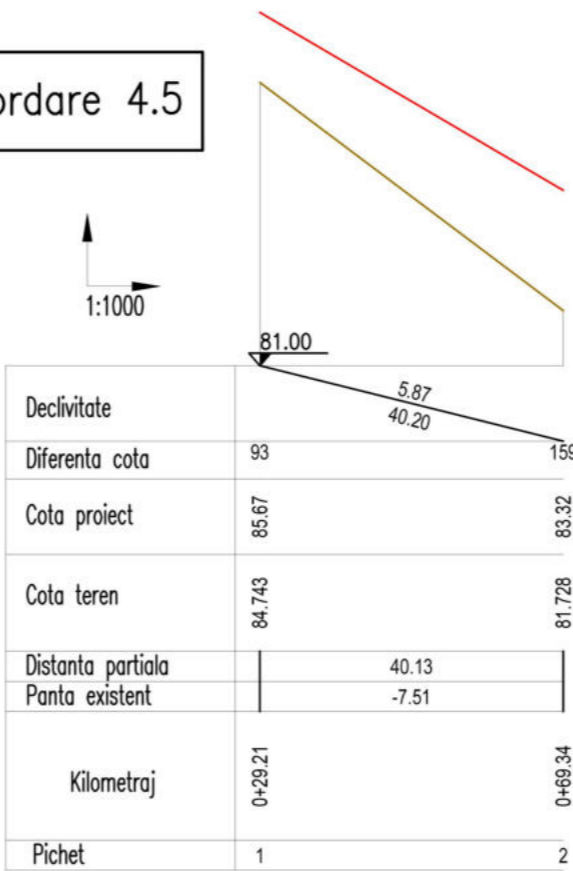 ordare 4.5
1:1000
81.00
Declivitate
5.87
40.20
Diferenta cota 93 159
Cota proiect 85.67 83.32
Cota teren 84.743 81.728
Distanta partiala 40.13
Panta existent -7.51
Kilometraj 0+29.21 0+69.34
Pichet 1 2